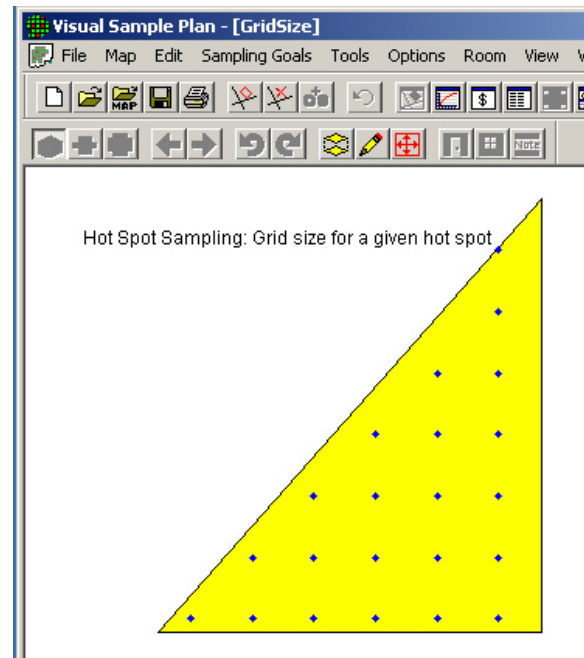 Visual Sample Plan - [GridSize]
File Map Edit Sampling Goals Tools Options Room View
MAP
$
Note
Hot Spot Sampling: Grid size for a given hot spot